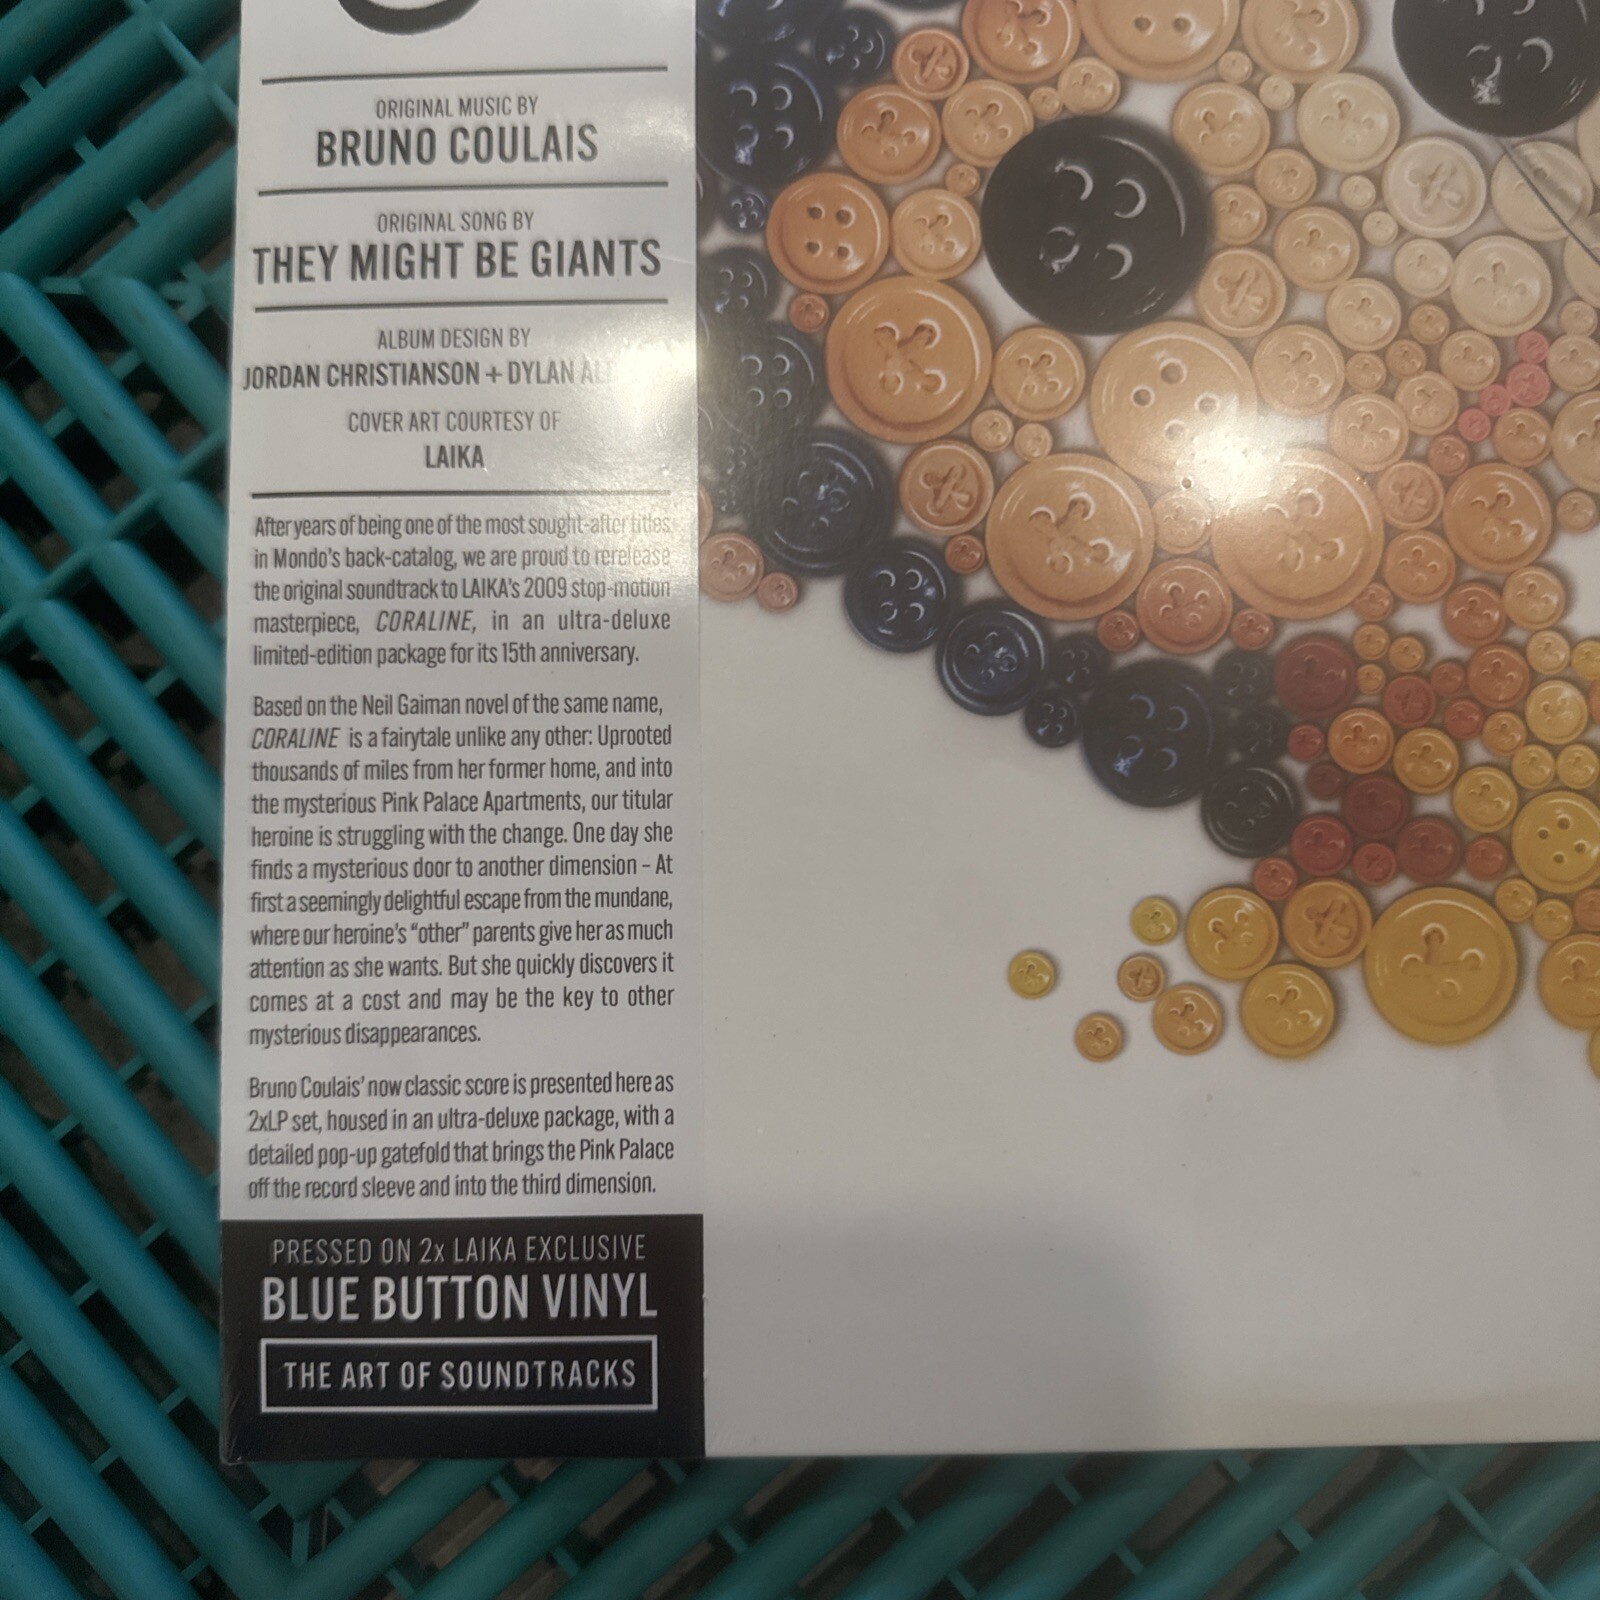 ORIGINAL MUSIC BY
BRUNO COULAIS
ORIGINAL SONG BY
THEY MIGHT BE GIANTS
ALBUM DESIGN BY
JORDAN CHRISTIANSON + DYLAN
COVER ART COURTESY OF
LAIKA
After years of being one of the most sought-after titles
in Mondo's back-catalog, we are proud to rerelease
the original soundtrack to LAIKA's 2009 stop-motion
masterpiece, CORALINE, in an ultra-deluxe
limited-edition package for its 15th anniversary.
Based on the Neil Gaiman novel of the same name,
CORALINE is a fairytale unlike any other: Uprooted
thousands of miles from her former home, and into
the mysterious Pink Palace Apartments, our titular
heroine is struggling with the change. One day she
finds a mysterious door to another dimension – At
first a seemingly delightful escape from the mundane,
where our heroine's “other” parents give her as much
attention as she wants. But she quickly discovers it
comes at a cost and may be the key to other
mysterious disappearances.
Bruno Coulais' now classic score is presented here as
2xLP set, housed in an ultra-deluxe package, with a
detailed pop-up gatefold that brings the Pink Palace
off the record sleeve and into the third dimension.
PRESSED ON 2x LAIKA EXCLUSIVE
BLUE BUTTON VINYL
THE ART OF SOUNDTRACKS